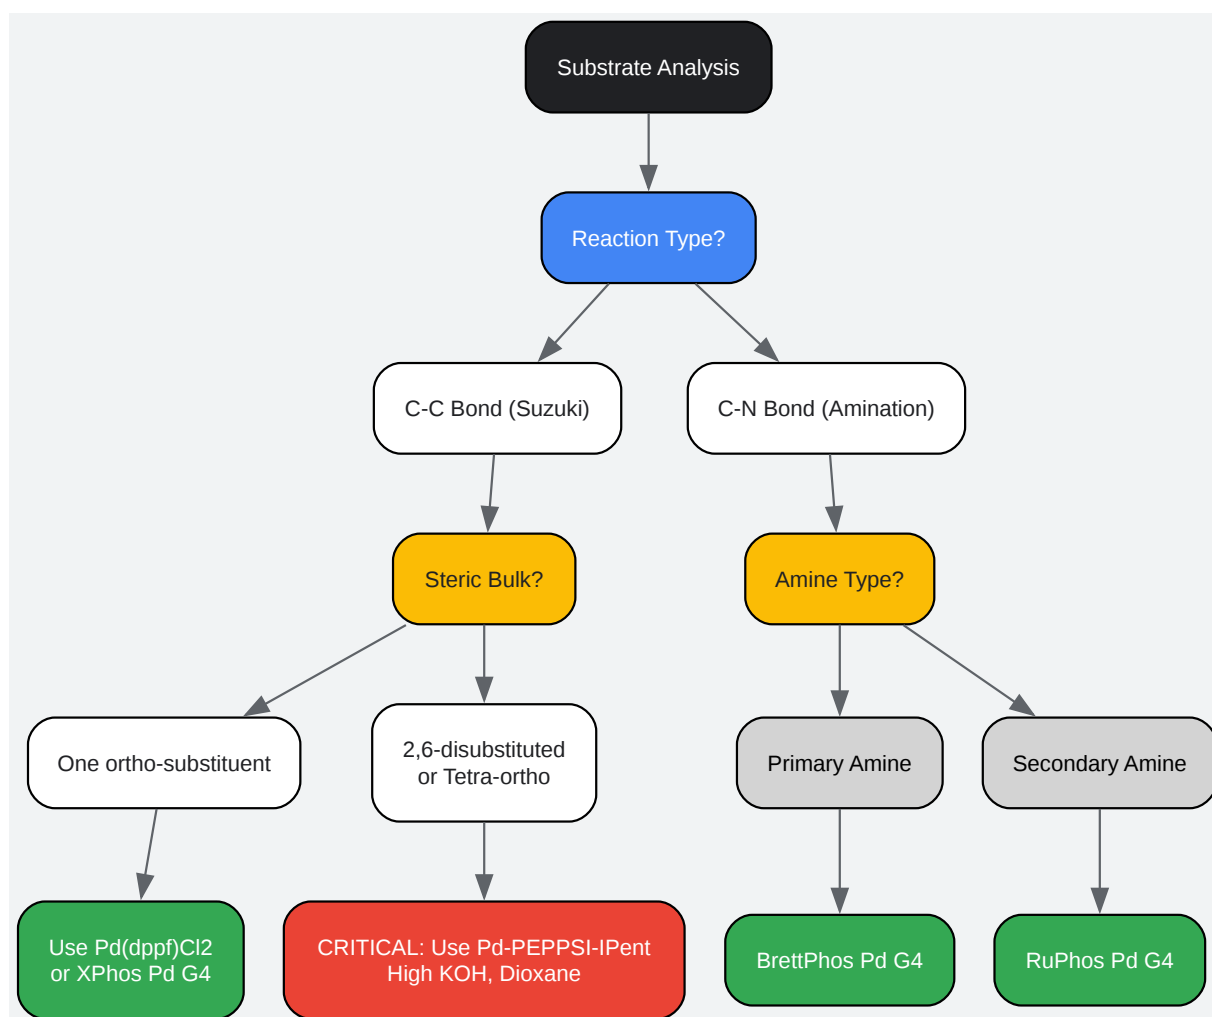 Substrate Analysis
Reaction Type?
C-C Bond (Suzuki)
C-N Bond (Amination)
Steric Bulk?
Amine Type?
One ortho-substituent
2,6-disubstituted
or Tetra-ortho
Primary Amine
Secondary Amine
Use Pd(dppf)Cl2
or XPhos Pd G4
CRITICAL: Use Pd-PEPPSI-IPent
High KOH, Dioxane
BrettPhos Pd G4
RuPhos Pd G4